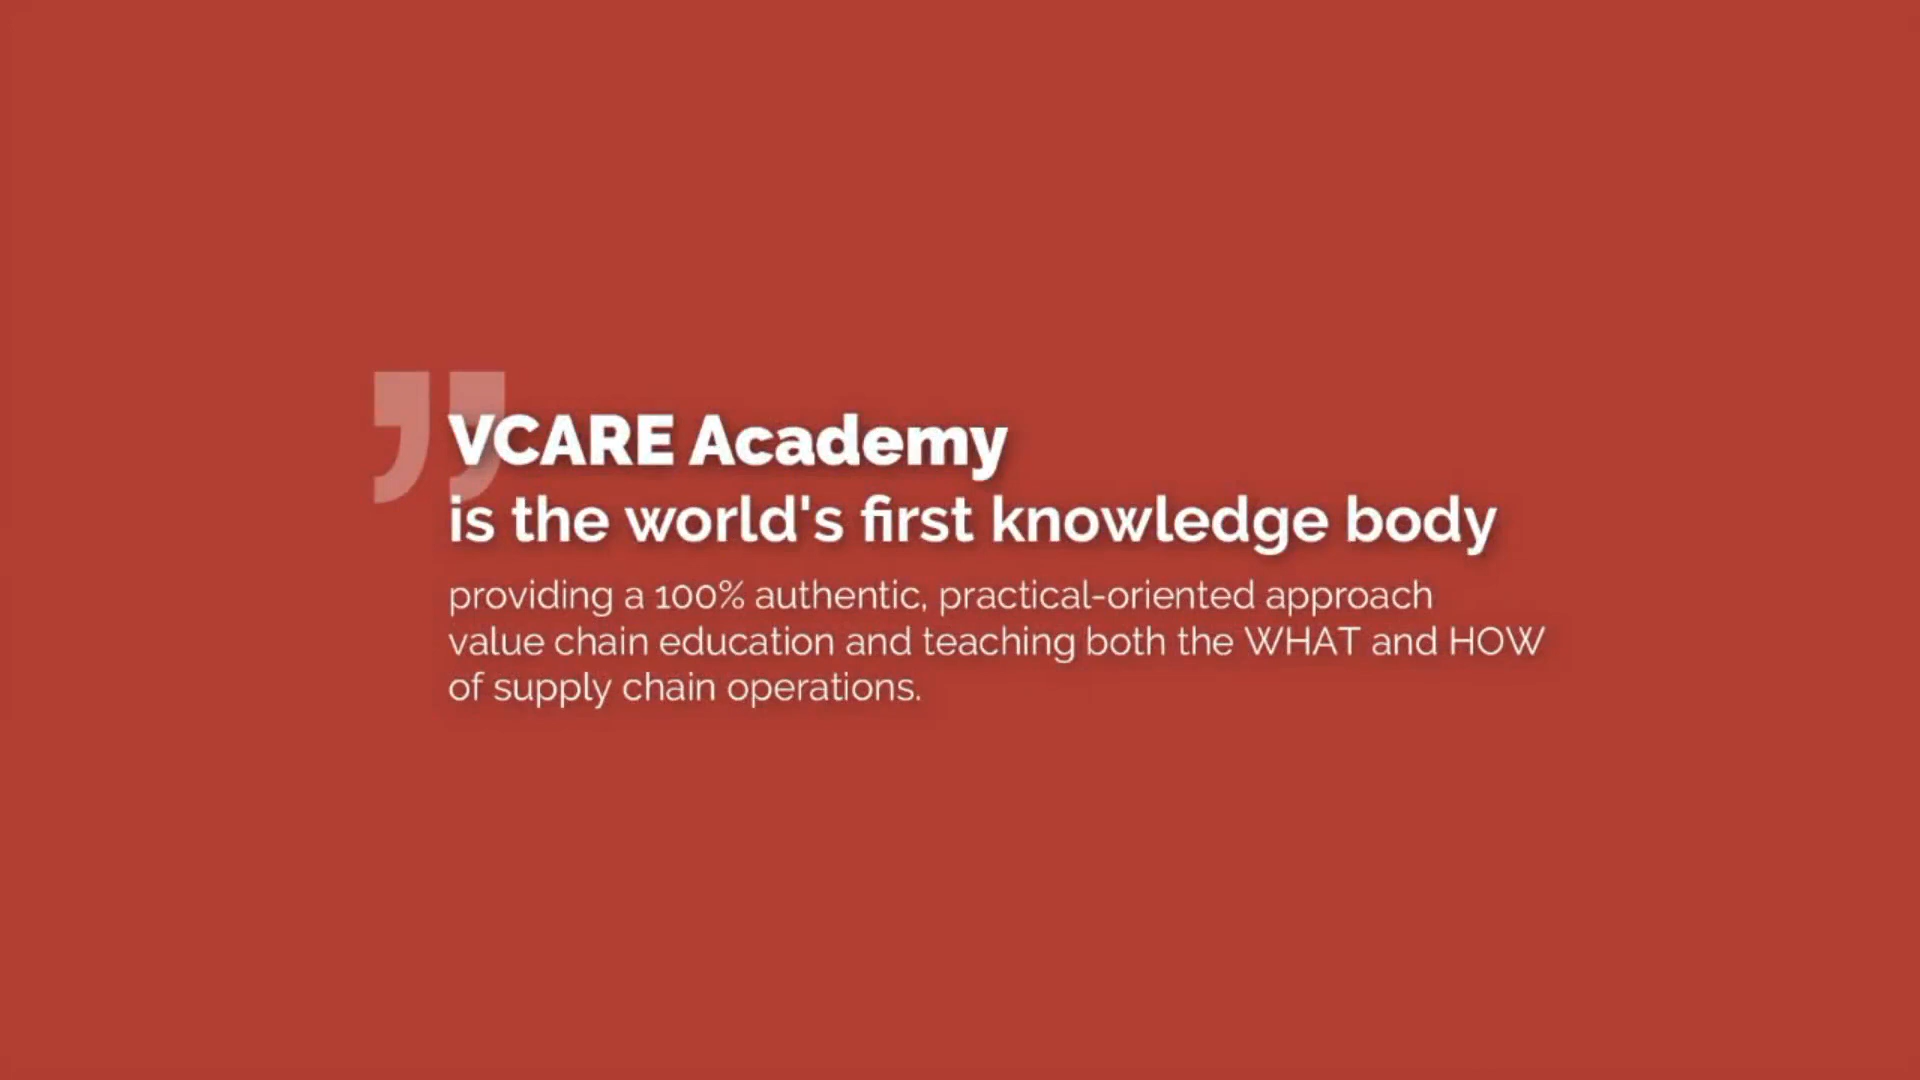 VCARE Academy
is the world's first knowledge body
providing a 100% authentic, practical-oriented approach
value chain education and teaching both the WHAT and HOW
of supply chain operations.